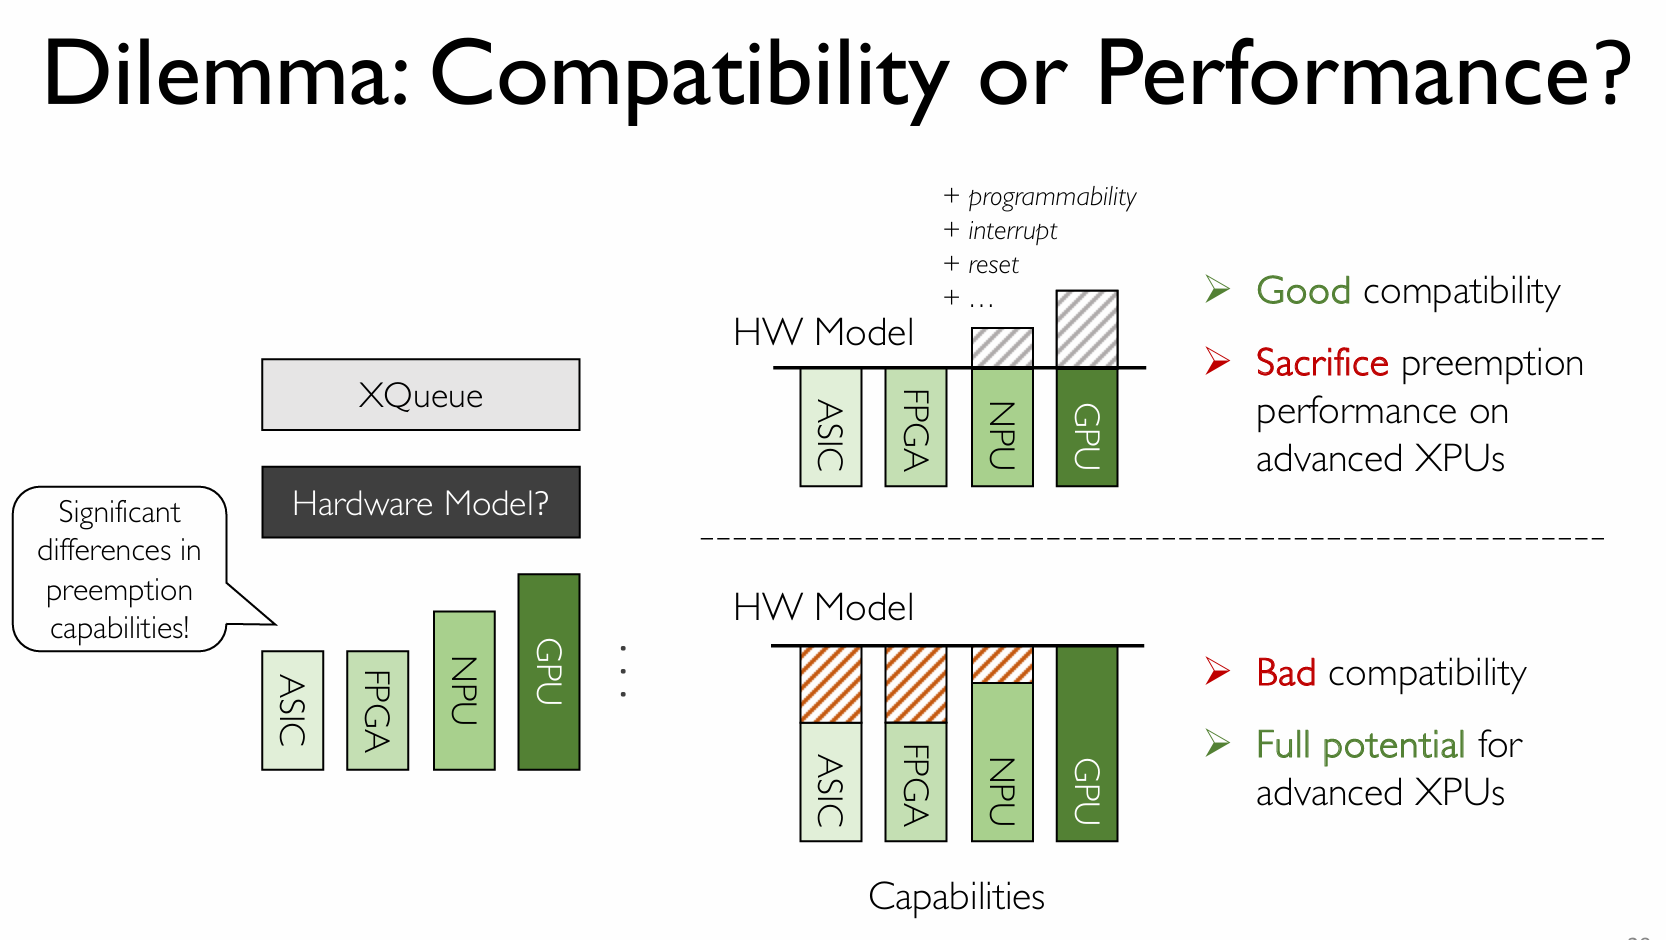 Dilemma: Compatibility or Performance?
XQueue
Hardware Model?
Significant
differences in
preemption
capabilities!
ASIC
FPGA
NPU
GPU
...
+ programmability
+ interrupt
+ reset
+ ...
HW Model
ASIC
FPGA
NPU
GPU
➢ Good compatibility
➢ Sacrifice preemption
performance on
advanced XPUs
HW Model
ASIC
FPGA
NPU
GPU
Capabilities
➢ Bad compatibility
➢ Full potential for
advanced XPUs